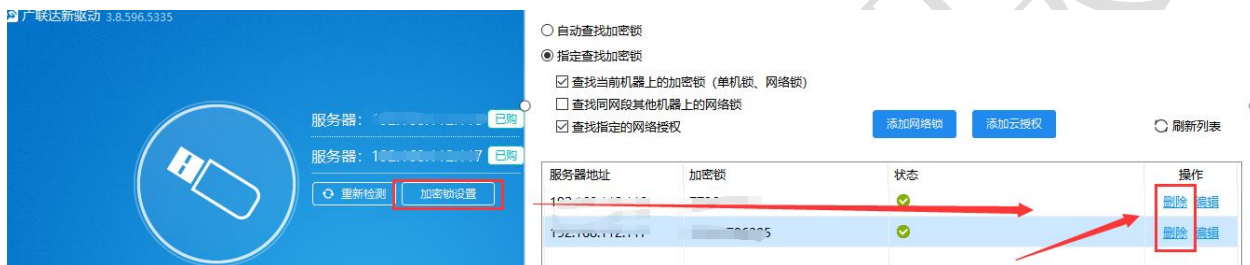 广联达新驱动 3.8.596.5335
服务器： 已购
服务器： 已购
重新检测 加密锁设置
自动查找加密锁
指定查找加密锁
查找当前机器上的加密锁（单机锁、网络锁）
查找同网段其他机器上的网络锁
查找指定的网络授权
添加网络锁 添加云授权 刷新列表
服务器地址 加密锁 状态 操作
删除 编辑
删除 编辑